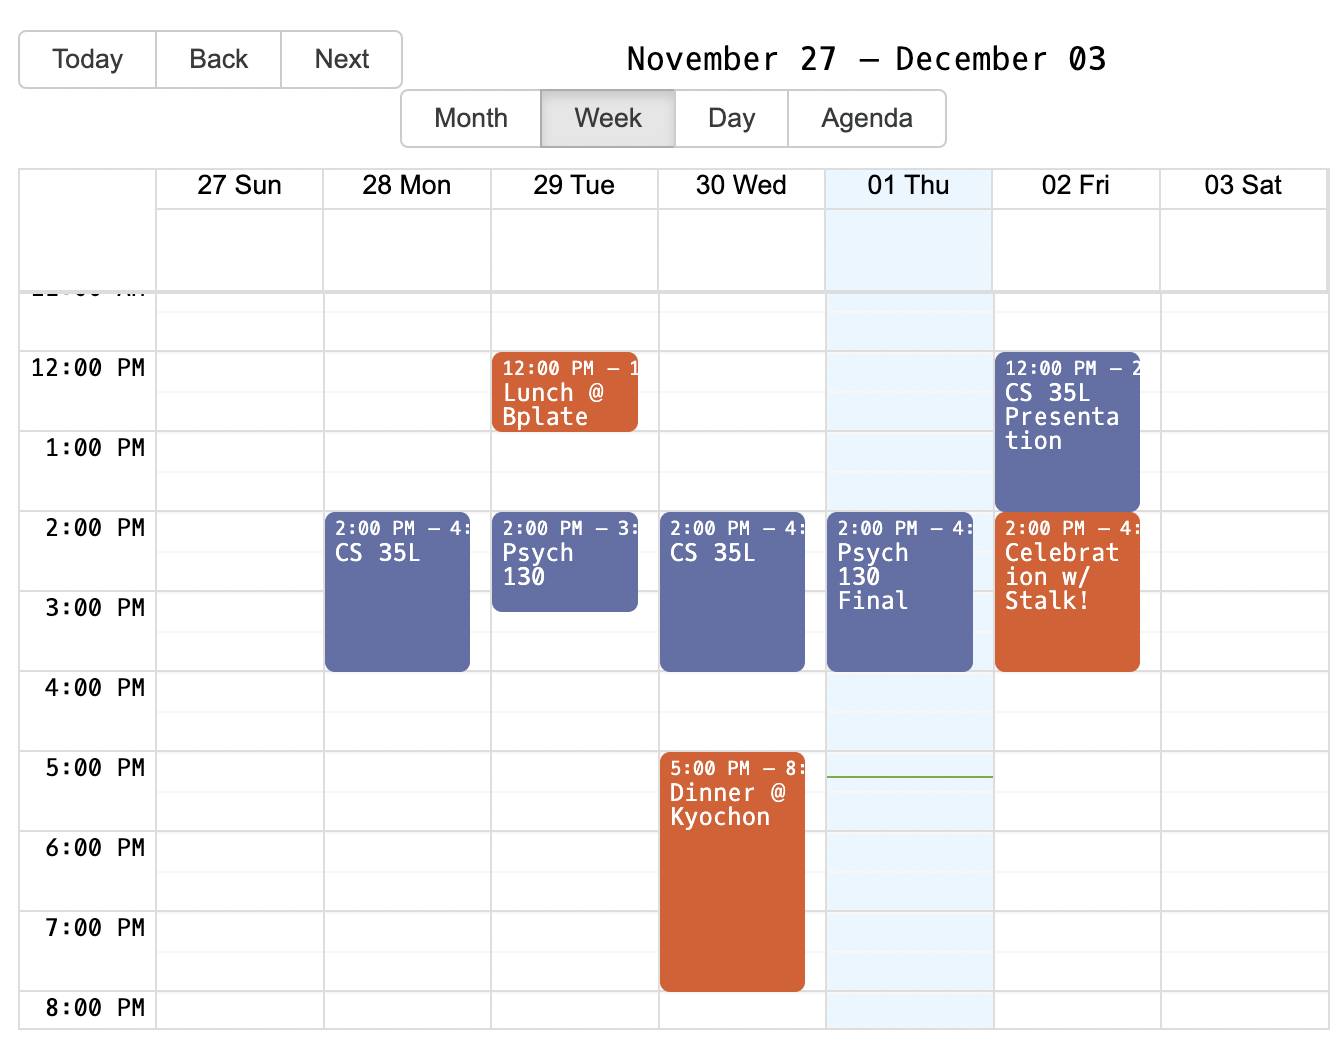 Today Back Next
November 27 – December 03
Month Week Day Agenda
27 Sun 28 Mon 29 Tue 30 Wed 01 Thu 02 Fri 03 Sat
12:00 PM
1:00 PM
2:00 PM
3:00 PM
4:00 PM
5:00 PM
6:00 PM
7:00 PM
8:00 PM
2:00 PM – 4:
CS 35L
12:00 PM – 1
Lunch @
Bplate
2:00 PM – 3:
Psych
130
2:00 PM – 4:
CS 35L
5:00 PM – 8:
Dinner @
Kyochon
2:00 PM – 4:
Psych
130
Final
12:00 PM – 2
CS 35L
Presenta
tion
2:00 PM – 4:
Celebrat
ion w/
Stalk!